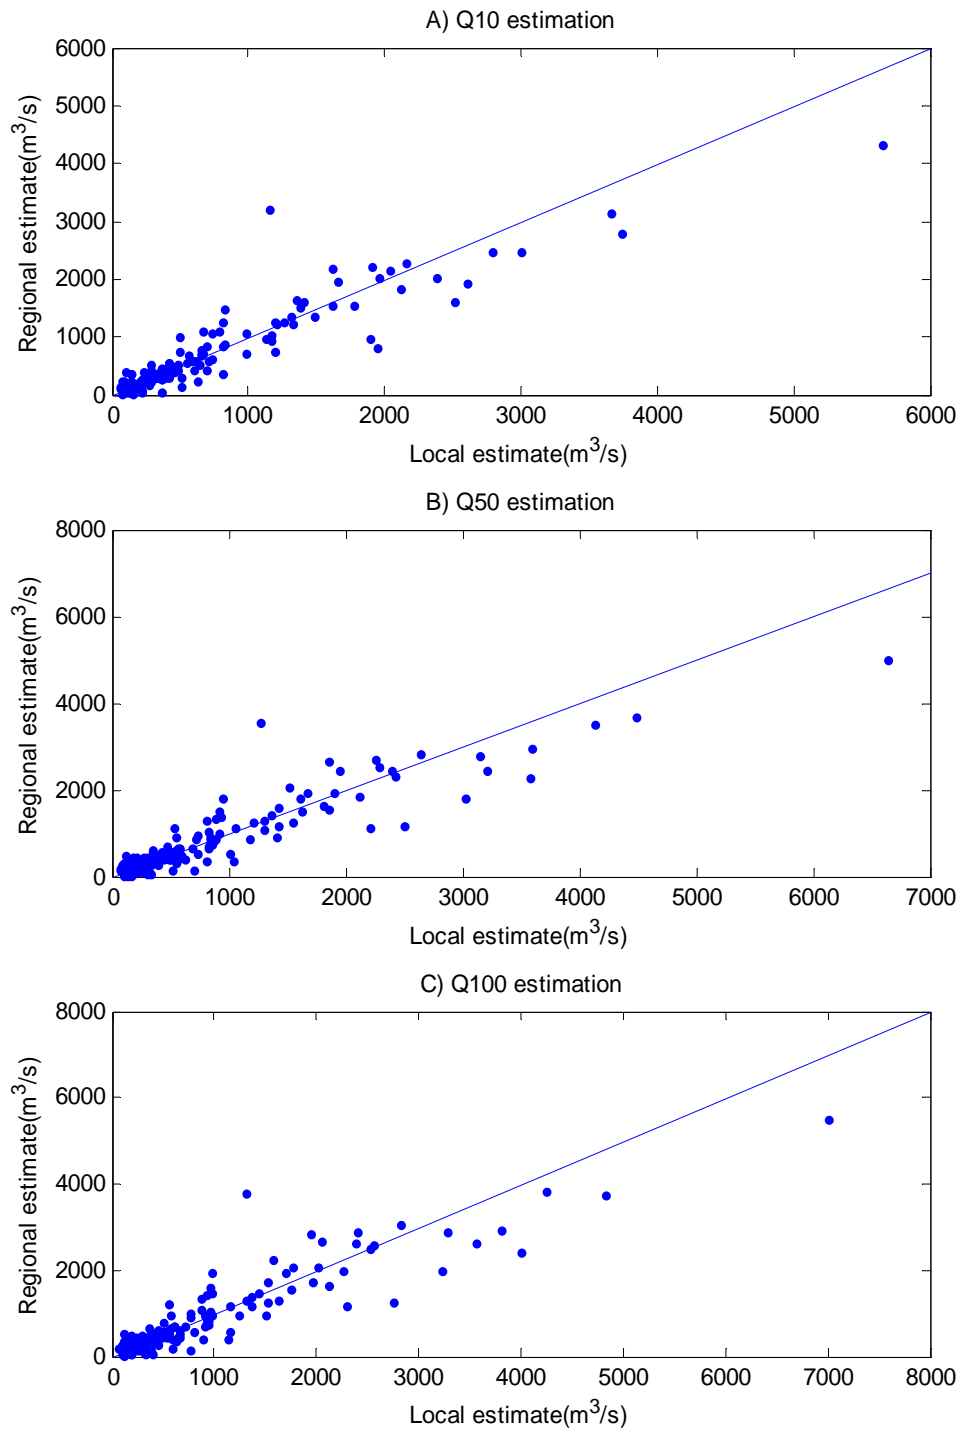 A) Q10 estimation
6000
5000
4000
3000
2000
1000
0
Regional estimate(m³/s)
0 1000 2000 3000 4000 5000 6000
Local estimate(m³/s)
B) Q50 estimation
8000
6000
4000
2000
0
Regional estimate(m³/s)
0 1000 2000 3000 4000 5000 6000 7000
Local estimate(m³/s)
C) Q100 estimation
8000
6000
4000
2000
0
Regional estimate(m³/s)
0 1000 2000 3000 4000 5000 6000 7000 8000
Local estimate(m³/s)